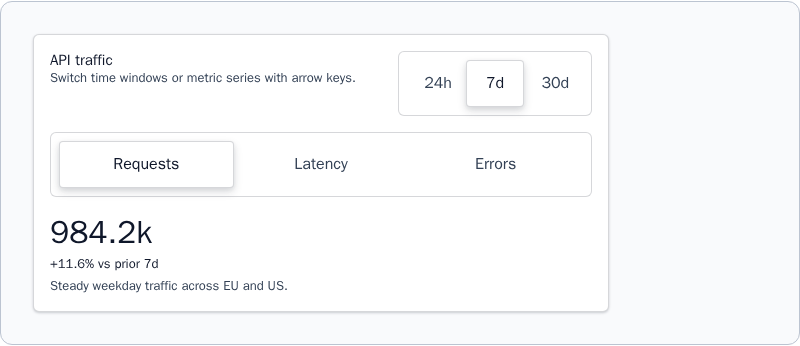 API traffic
Switch time windows or metric series with arrow keys.
24h
7d
30d
Requests
Latency
Errors
984.2k
+11.6% vs prior 7d
Steady weekday traffic across EU and US.